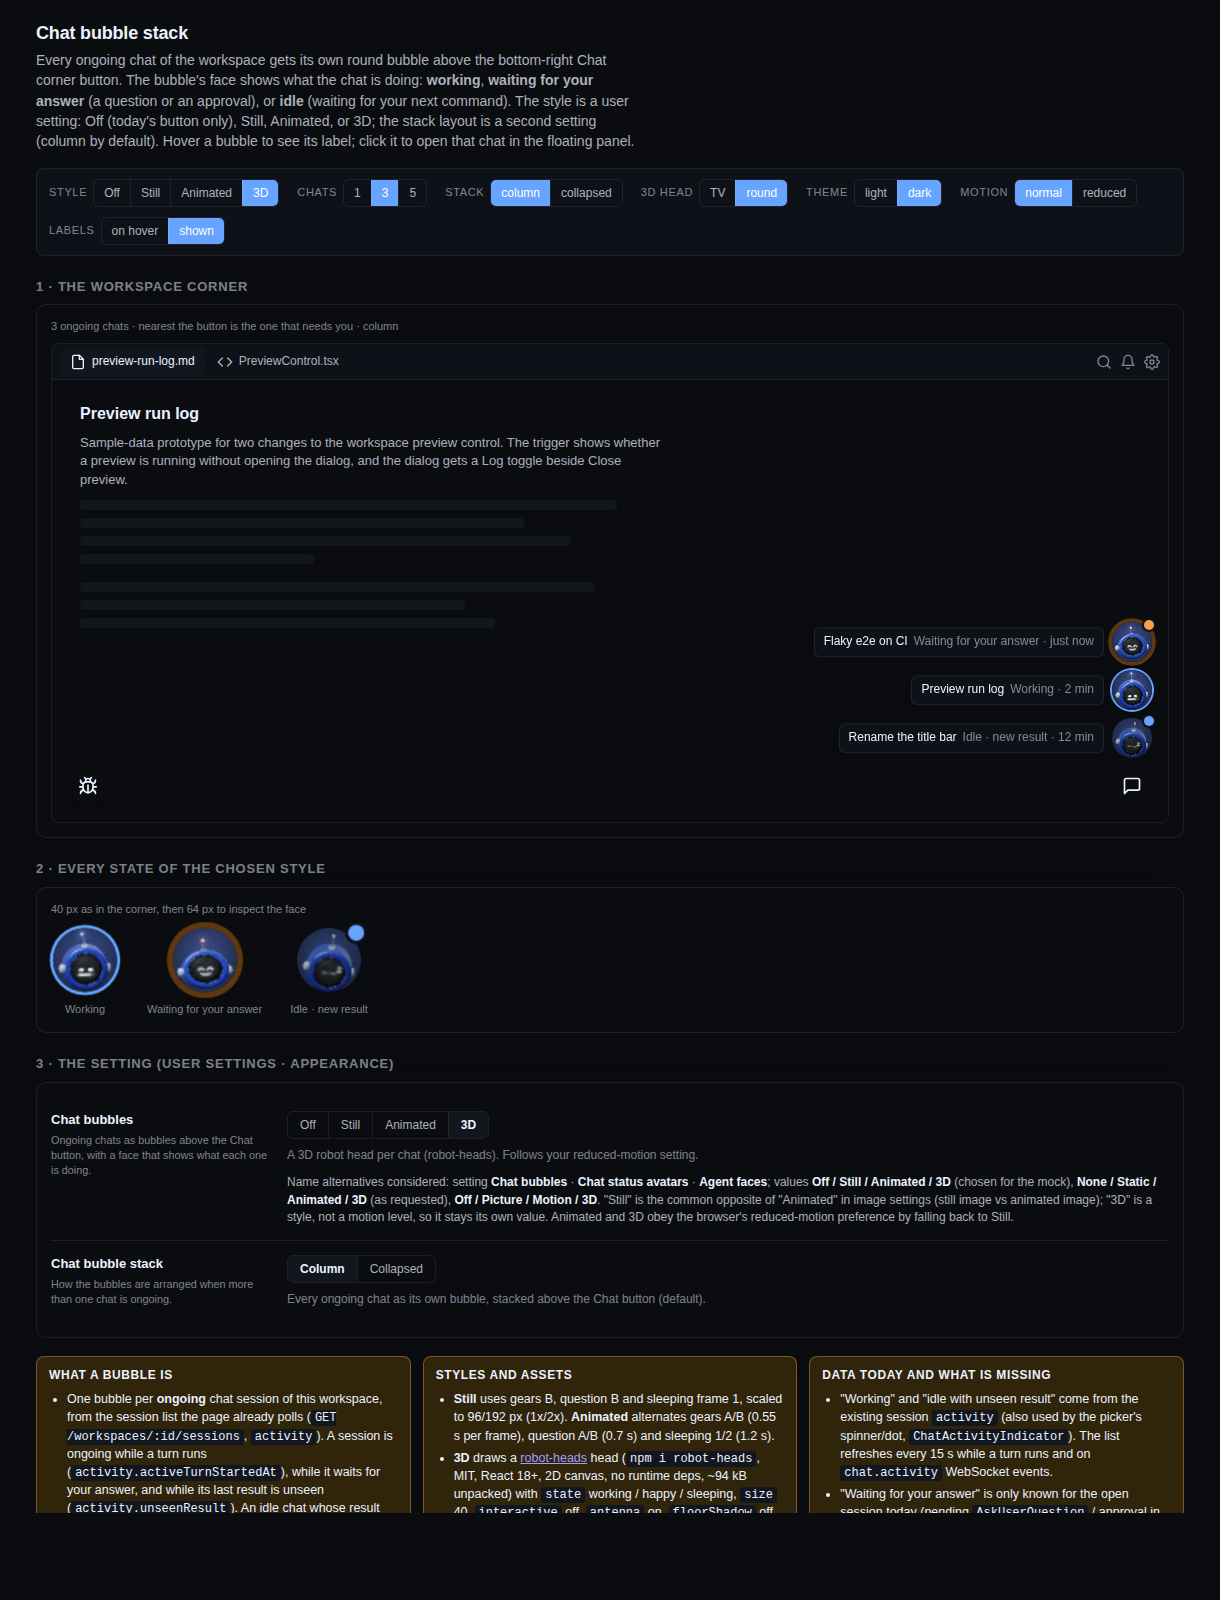 Chat bubble stack
Every ongoing chat of the workspace gets its own round bubble above the bottom-right Chat
corner button. The bubble's face shows what the chat is doing: working, waiting for your
answer (a question or an approval), or idle (waiting for your next command). The style is a user
setting: Off (today's button only), Still, Animated, or 3D; the stack layout is a second setting
(column by default). Hover a bubble to see its label; click it to open that chat in the floating panel.
STYLE Off Still Animated 3D CHATS 1 3 5 STACK column collapsed 3D HEAD TV round THEME light dark MOTION normal reduced
LABELS on hover shown
1 · THE WORKSPACE CORNER
3 ongoing chats · nearest the button is the one that needs you · column
preview-run-log.md PreviewControl.tsx
Preview run log
Sample-data prototype for two changes to the workspace preview control. The trigger shows whether
a preview is running without opening the dialog, and the dialog gets a Log toggle beside Close
preview.
Flaky e2e on CI Waiting for your answer · just now
Preview run log Working · 2 min
Rename the title bar Idle · new result · 12 min
2 · EVERY STATE OF THE CHOSEN STYLE
40 px as in the corner, then 64 px to inspect the face
Working Waiting for your answer Idle · new result
3 · THE SETTING (USER SETTINGS · APPEARANCE)
Chat bubbles
Ongoing chats as bubbles above the Chat
button, with a face that shows what each one
is doing.
Off Still Animated 3D
A 3D robot head per chat (robot-heads). Follows your reduced-motion setting.
Name alternatives considered: setting Chat bubbles · Chat status avatars · Agent faces; values Off / Still / Animated / 3D (chosen for the mock), None / Static /
Animated / 3D (as requested), Off / Picture / Motion / 3D. "Still" is the common opposite of "Animated" in image settings (still image vs animated image); "3D" is a
style, not a motion level, so it stays its own value. Animated and 3D obey the browser's reduced-motion preference by falling back to Still.
Chat bubble stack
How the bubbles are arranged when more
than one chat is ongoing.
Column Collapsed
Every ongoing chat as its own bubble, stacked above the Chat button (default).
WHAT A BUBBLE IS
• One bubble per ongoing chat session of this workspace,
from the session list the page already polls ( GET
/workspaces/:id/sessions , activity ). A session is
ongoing while a turn runs
( activity.activeTurnStartedAt ), while it waits for
your answer, and while its last result is unseen
( activity.unseenResult ). An idle chat whose result
STYLES AND ASSETS
• Still uses gears B, question B and sleeping frame 1, scaled
to 96/192 px (1x/2x). Animated alternates gears A/B (0.55
s per frame), question A/B (0.7 s) and sleeping 1/2 (1.2 s).
• 3D draws a robot-heads head ( npm i robot-heads ,
MIT, React 18+, 2D canvas, no runtime deps, ~94 kB
unpacked) with state working / happy / sleeping, size
40, interactive off, antenna on, floorShadow off
DATA TODAY AND WHAT IS MISSING
• "Working" and "idle with unseen result" come from the
existing session activity (also used by the picker's
spinner/dot, ChatActivityIndicator ). The list
refreshes every 15 s while a turn runs and on
chat.activity WebSocket events.
• "Waiting for your answer" is only known for the open
session today (pending AskUserQuestion / approval in